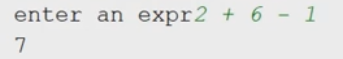 enter an expr2 + 6 - 1
7